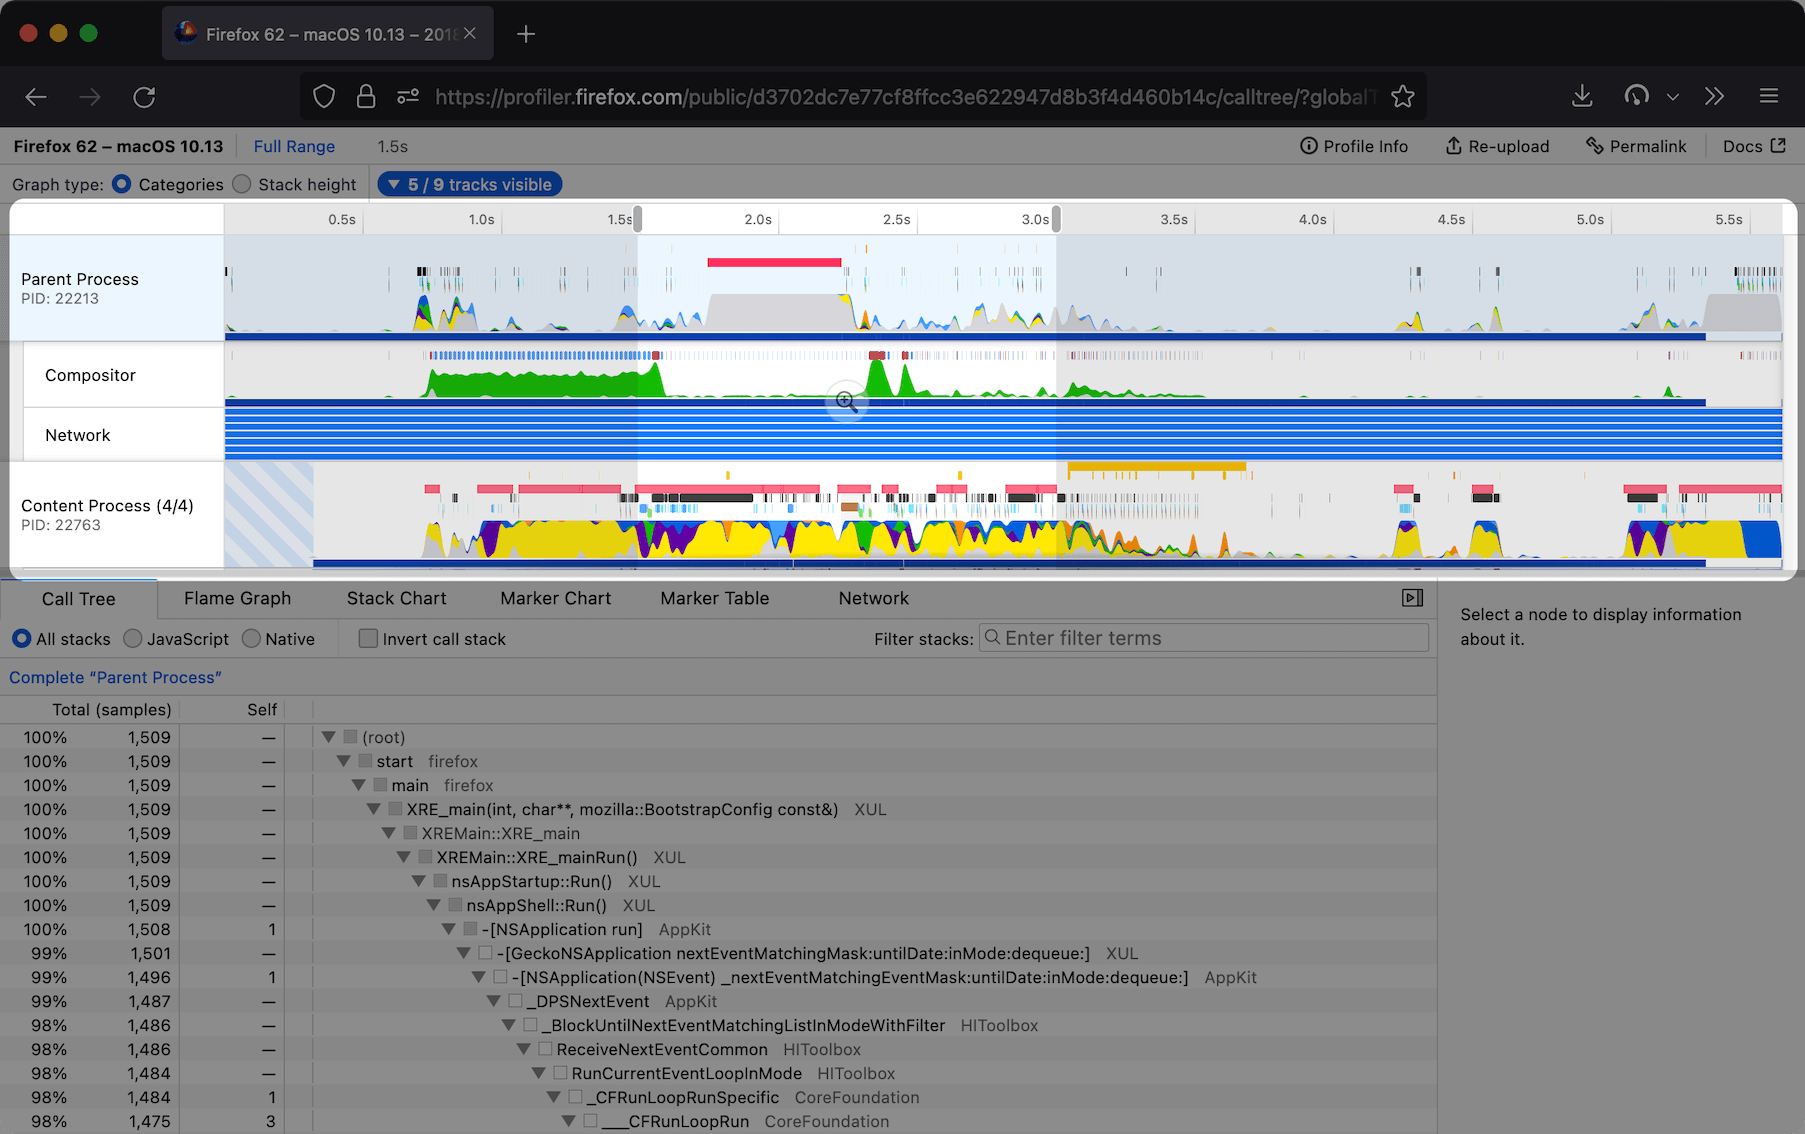 Firefox 62 – macOS 10.13 – 2018
https://profiler.firefox.com/public/d3702dc7e77cf8ffcc3e622947d8b3f4d460b14c/calltree/?globalT
Firefox 62 – macOS 10.13 Full Range 1.5s Profile Info Re-upload Permalink Docs
Graph type: Categories Stack height 5 / 9 tracks visible
0.5s 1.0s 1.5s 2.0s 2.5s 3.0s 3.5s 4.0s 4.5s 5.0s 5.5s
Parent Process
PID: 22213
Compositor
Network
Content Process (4/4)
PID: 22763
Call Tree Flame Graph Stack Chart Marker Chart Marker Table Network
Select a node to display information
about it.
All stacks JavaScript Native Invert call stack Filter stacks: Enter filter terms
Complete “Parent Process”
Total (samples) Self
100% 1,509 — (root)
100% 1,509 — start firefox
100% 1,509 — main firefox
100% 1,509 — XRE_main(int, char**, mozilla::BootstrapConfig const&) XUL
100% 1,509 — XREMain::XRE_main
100% 1,509 — XREMain::XRE_mainRun() XUL
100% 1,509 — nsAppStartup::Run() XUL
100% 1,509 — nsAppShell::Run() XUL
100% 1,508 1 -[NSApplication run] AppKit
99% 1,501 — -[GeckoNSApplication nextEventMatchingMask:untilDate:inMode:dequeue:] XUL
99% 1,496 1 -[NSApplication(NSEvent) _nextEventMatchingEventMask:untilDate:inMode:dequeue:] AppKit
99% 1,487 — _DPSNextEvent AppKit
98% 1,486 — _BlockUntilNextEventMatchingListInModeWithFilter HIToolbox
98% 1,486 — ReceiveNextEventCommon HIToolbox
98% 1,484 — RunCurrentEventLoopInMode HIToolbox
98% 1,484 1 _CFRunLoopRunSpecific CoreFoundation
98% 1,475 3 ___CFRunLoopRun CoreFoundation